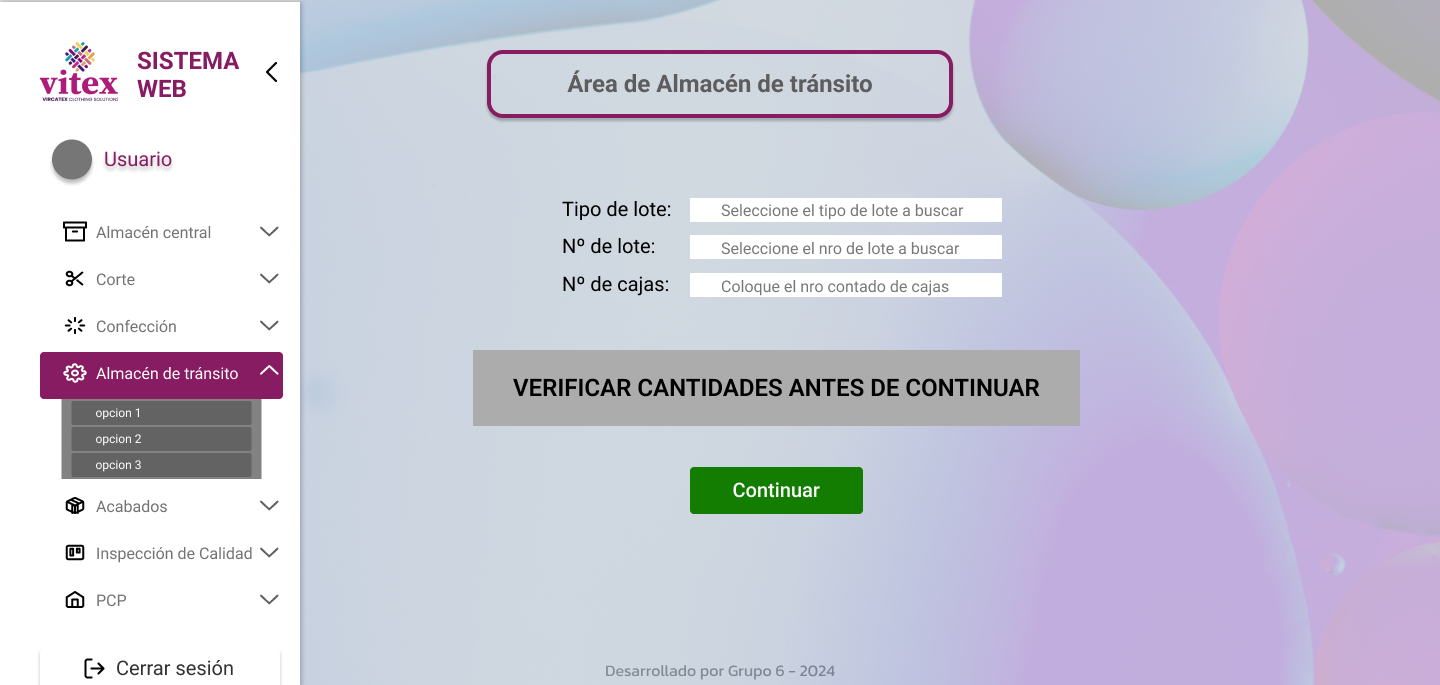 vitex
VIRCATEX CLOTHING SOLUTIONS
SISTEMA
WEB
Usuario
Almacén central
Corte
Confección
Almacén de tránsito
opcion 1
opcion 2
opcion 3
Acabados
Inspección de Calidad
PCP
Cerrar sesión
Área de Almacén de tránsito
Tipo de lote: Seleccione el tipo de lote a buscar
Nº de lote: Seleccione el nro de lote a buscar
Nº de cajas: Coloque el nro contado de cajas
VERIFICAR CANTIDADES ANTES DE CONTINUAR
Continuar
Desarrollado por Grupo 6 - 2024